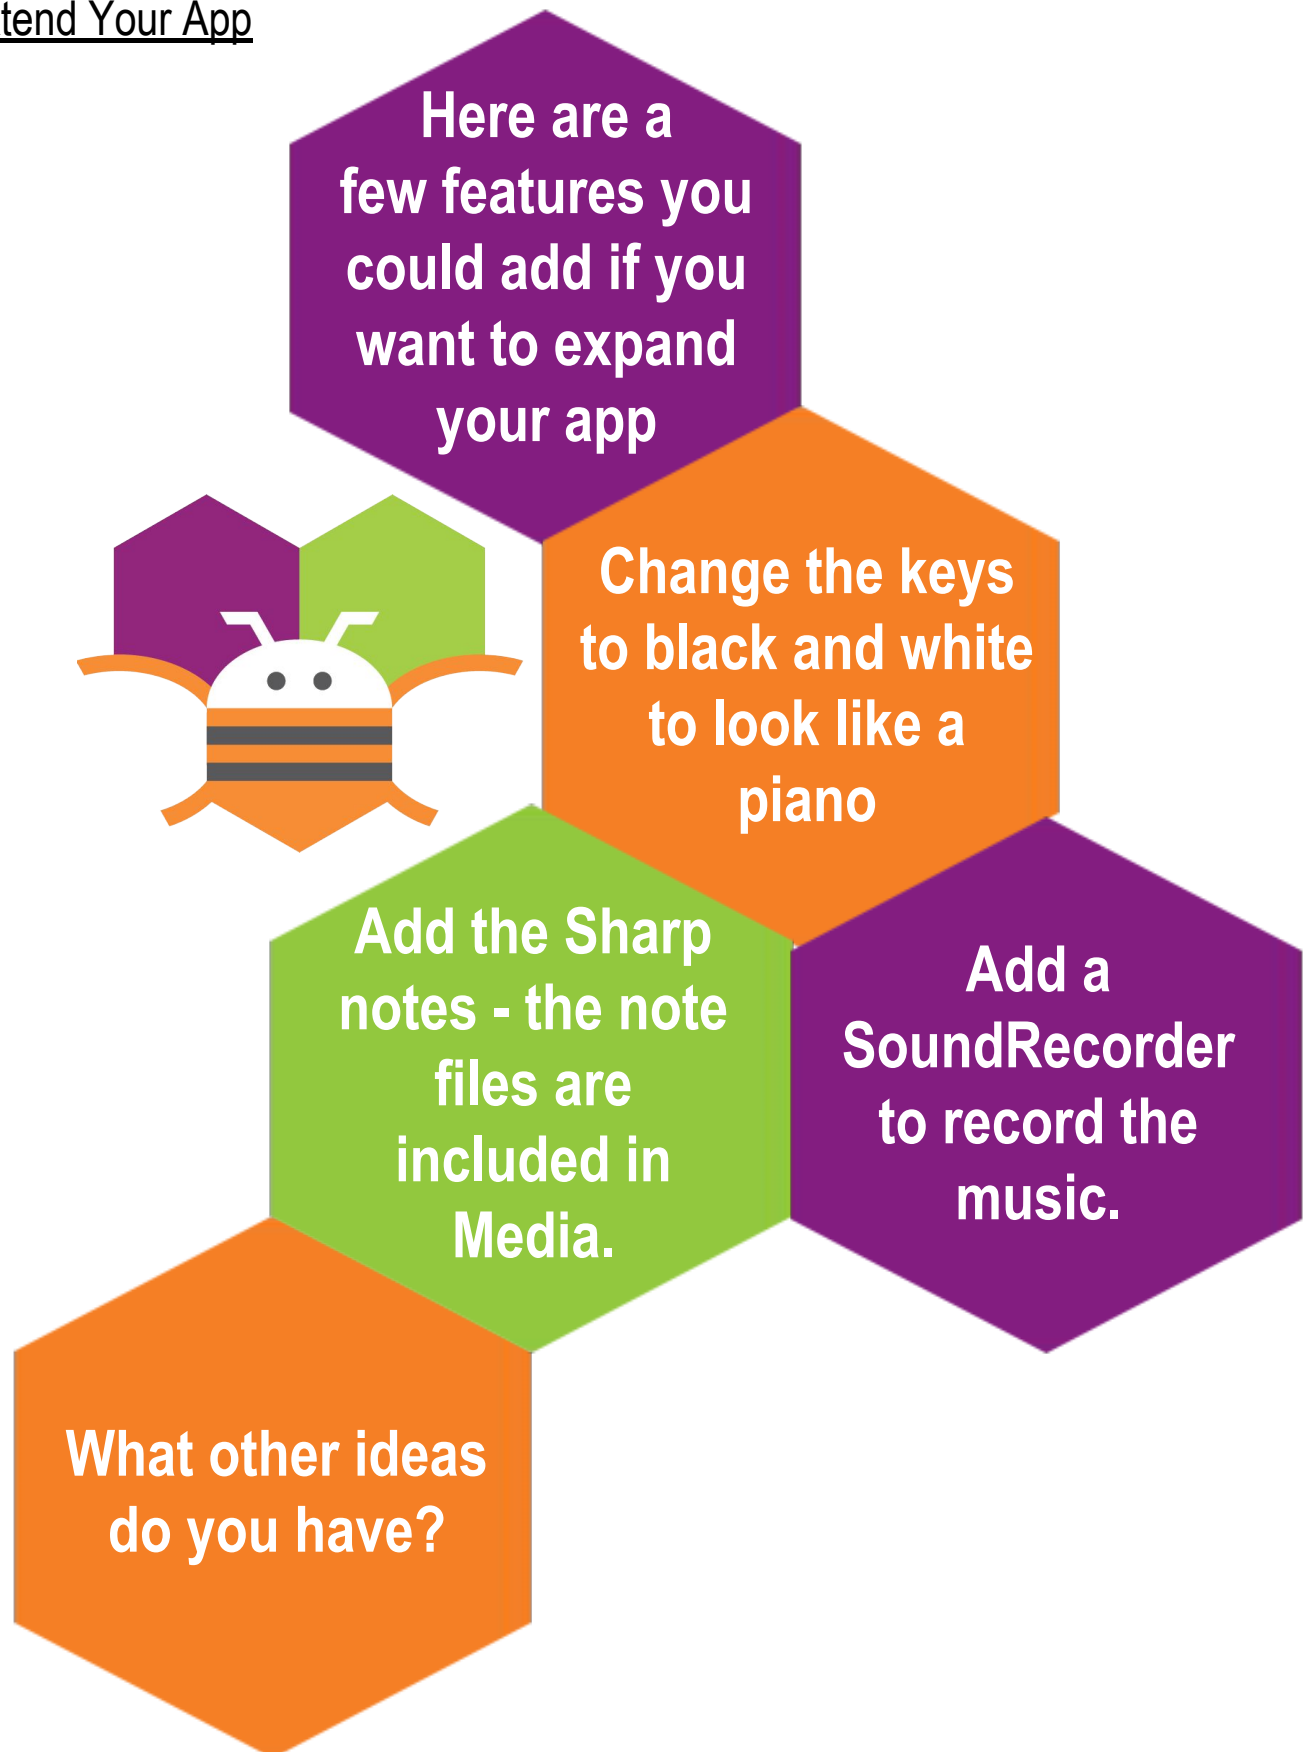 tend Your App
Here are a
few features you
could add if you
want to expand
your app
Change the keys
to black and white
to look like a
piano
Add the Sharp
notes - the note
files are
included in
Media.
Add a
SoundRecorder
to record the
music.
What other ideas
do you have?